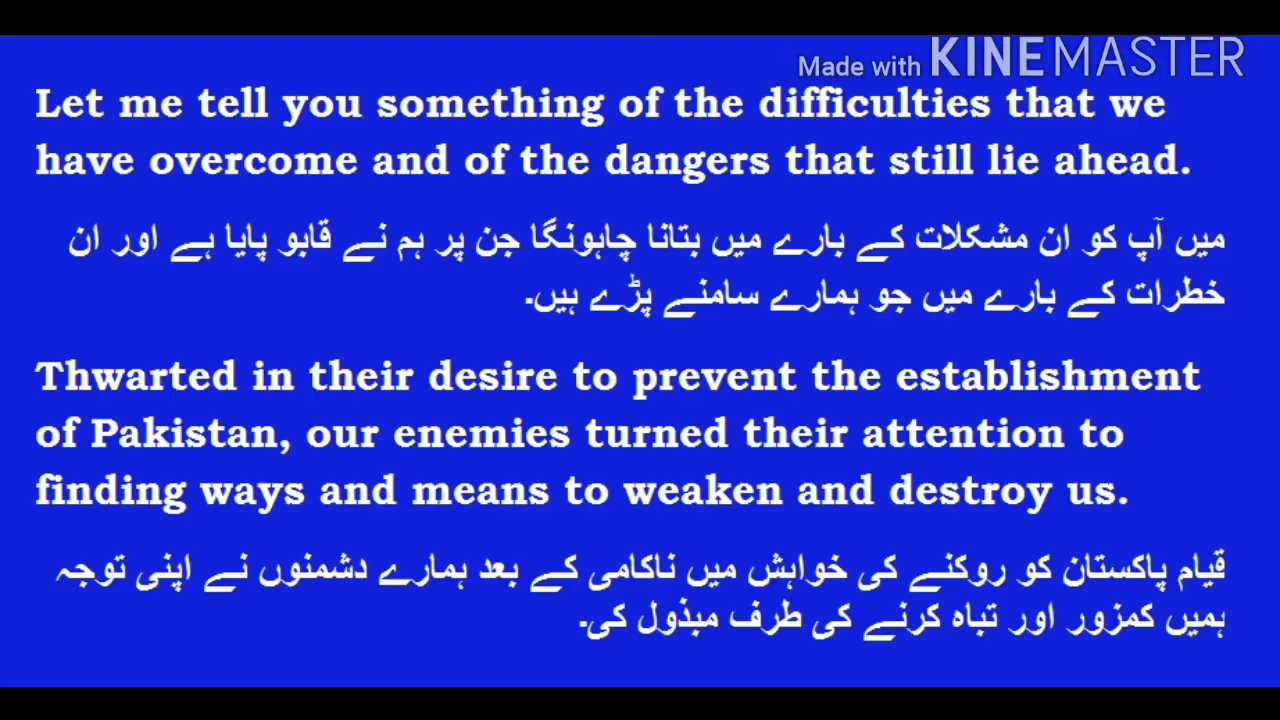 Made with KINEMASTER
Let me tell you something of the difficulties that we
have overcome and of the dangers that still lie ahead.
میں آپ کو ان مشکلات کے بارے میں بتانا چاہونگا جن پر ہم نے قابو پایا ہے اور ان
خطرات کے بارے میں جو ہمارے سامنے پڑے ہیں۔
Thwarted in their desire to prevent the establishment
of Pakistan, our enemies turned their attention to
finding ways and means to weaken and destroy us.
قیام پاکستان کو روکنے کی خواہش میں ناکامی کے بعد ہمارے دشمنوں نے اپنی توجہ
ہمیں کمزور اور تباہ کرنے کی طرف مبذول کی۔